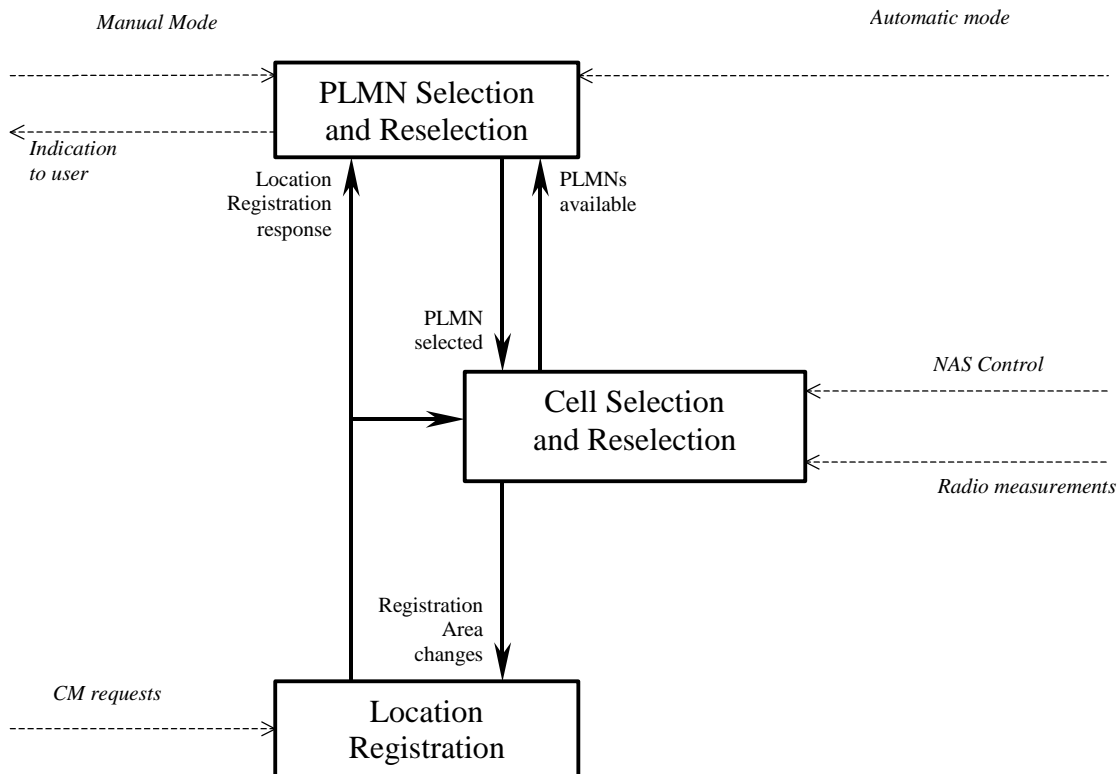 Manual Mode
Automatic mode
PLMN Selection
and Reselection
Indication
to user
Location
Registration
response
PLMNs
available
PLMN
selected
NAS Control
Cell Selection
and Reselection
Radio measurements
Registration
Area
changes
CM requests
Location
Registration